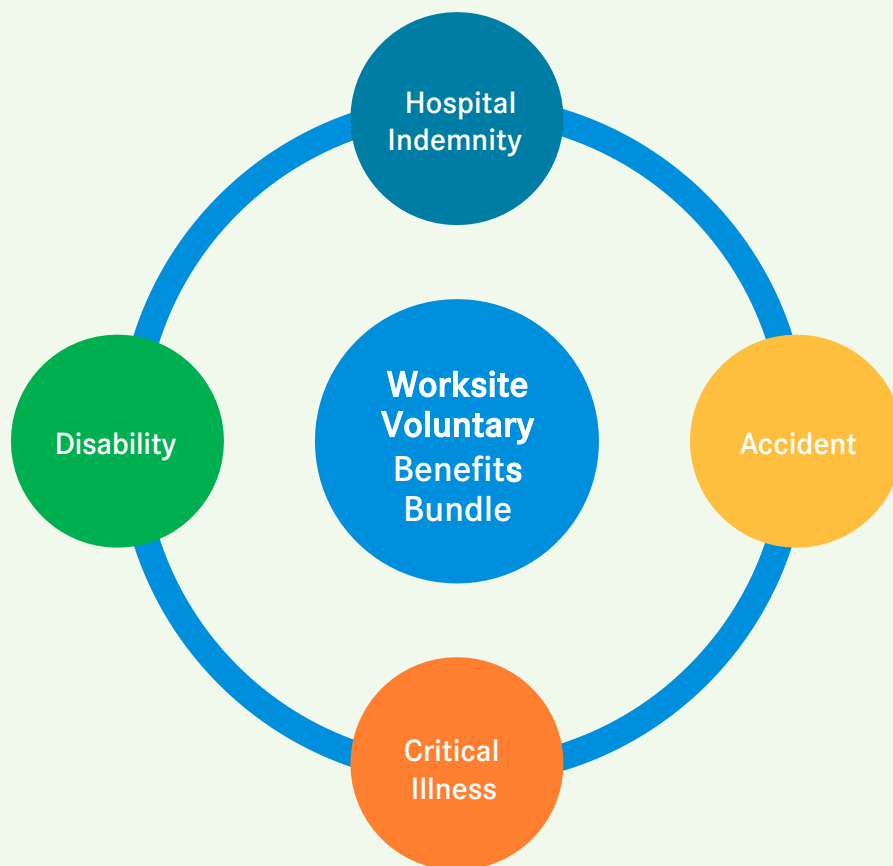 Hospital
Indemnity
Disability
Worksite
Voluntary
Benefits
Bundle
Accident
Critical
Illness